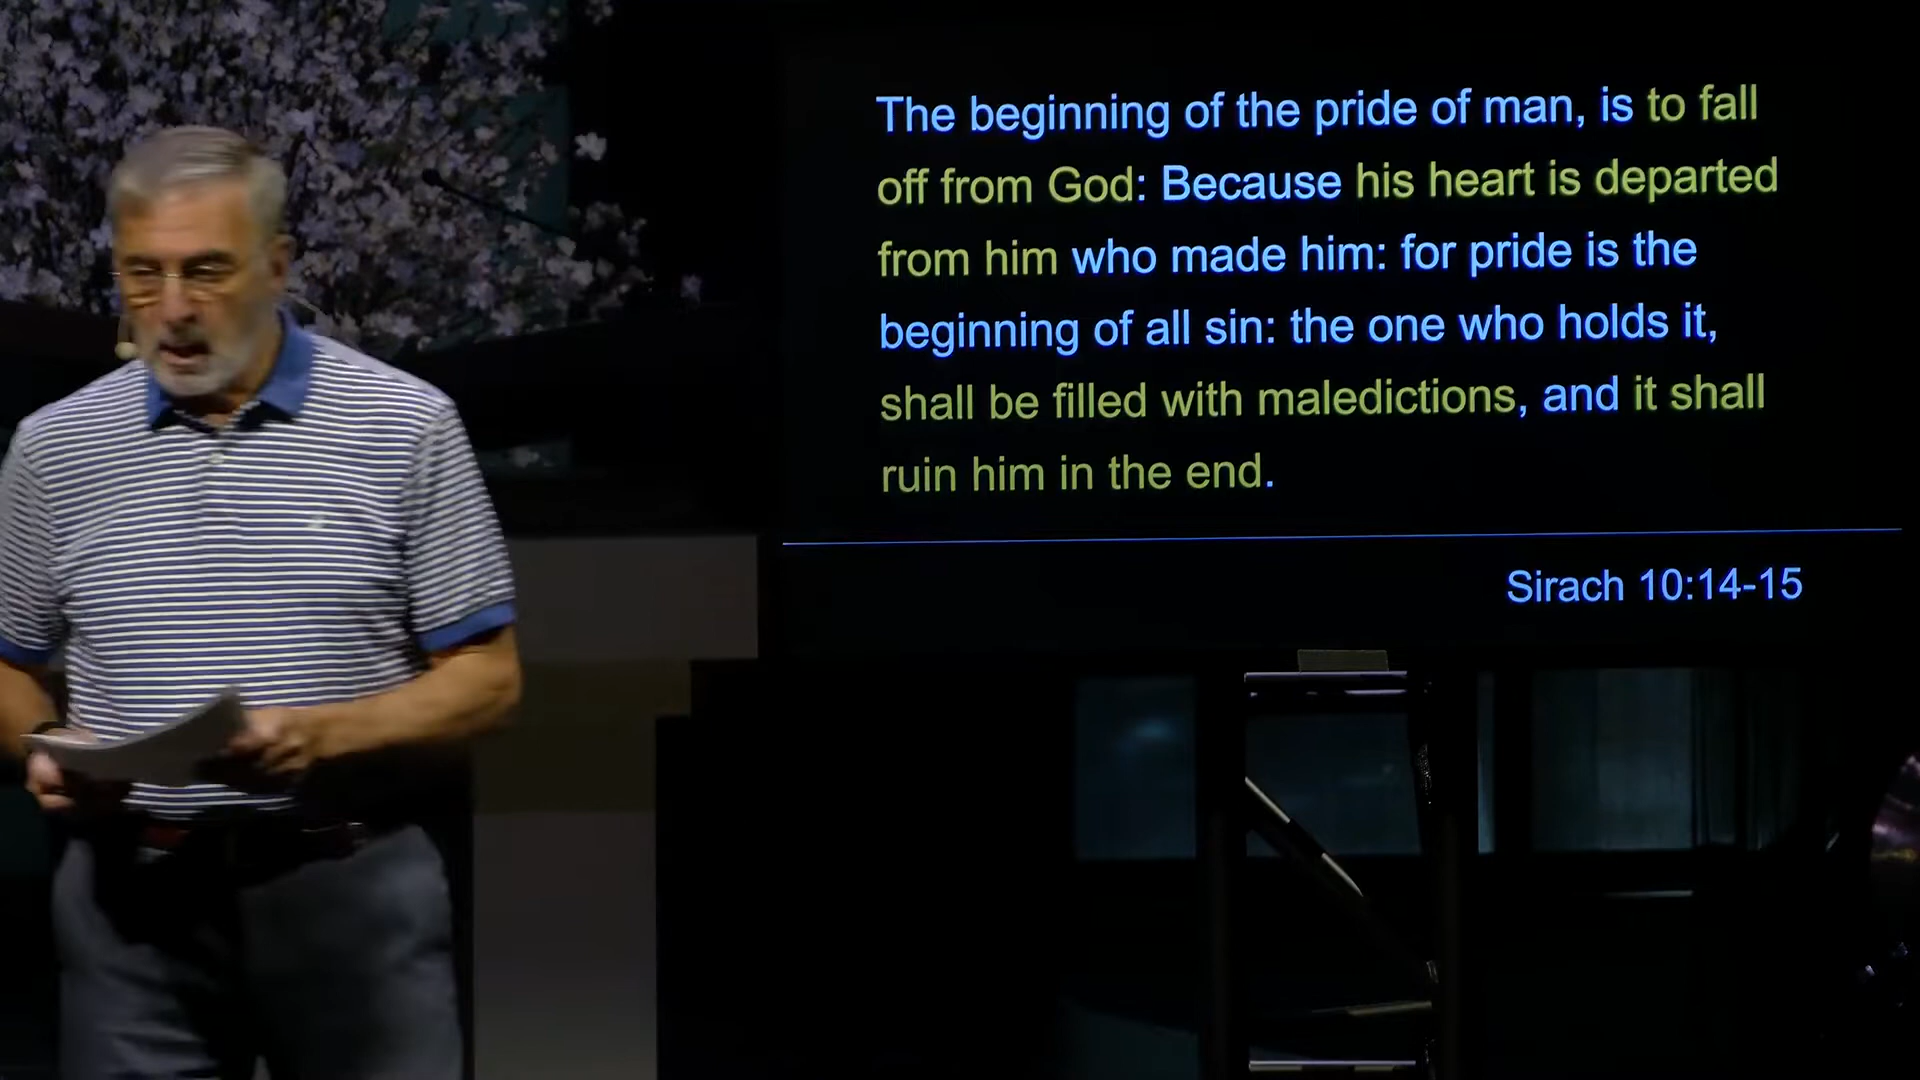 The beginning of the pride of man, is to fall
off from God: Because his heart is departed
from him who made him: for pride is the
beginning of all sin: the one who holds it,
shall be filled with maledictions, and it shall
ruin him in the end.
Sirach 10:14-15